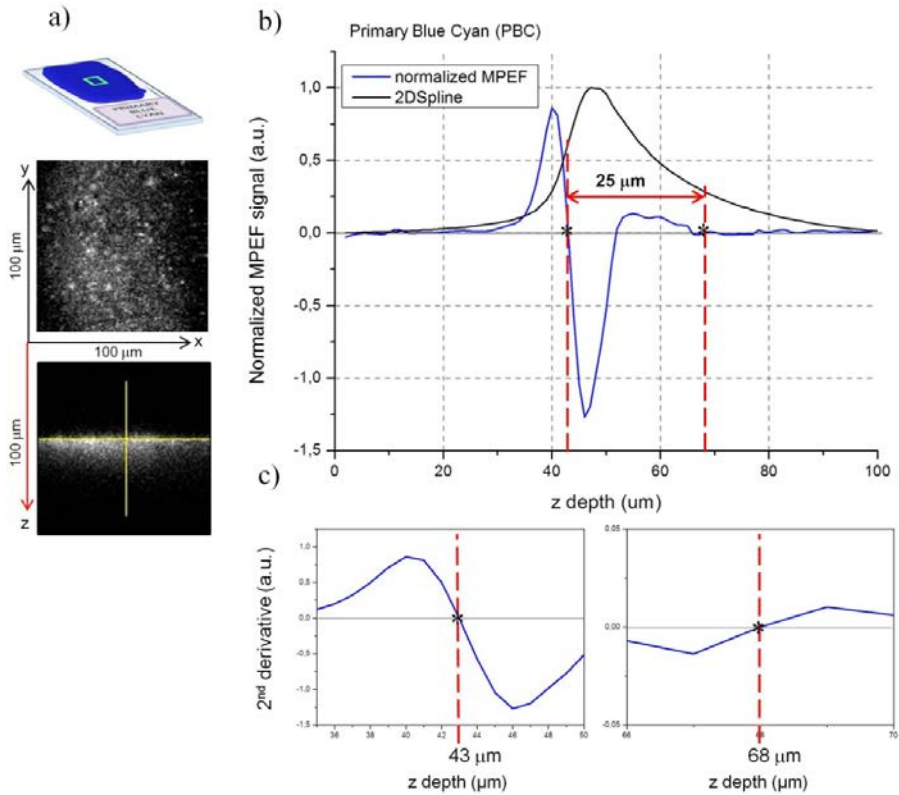 a)
PRIMARY
BLUE
CYAN
y
100 μm
x
100 μm
100 μm
z
b)
Primary Blue Cyan (PBC)
normalized MPEF
2DSpline
25 μm
*
*
Normalized MPEF signal (a.u.)
1,0
0,5
0,0
-0,5
-1,0
-1,5
0 20 40 60 80 100
z depth (um)
c)
2nd derivative (a.u.)
1,0
0,5
0,0
-0,5
-1,0
-1,5
*
36 38 40 42 44 46 48 50
43 μm
z depth (μm)
0,05
0,00
-0,05
*
66 68 70
68 μm
z depth (μm)